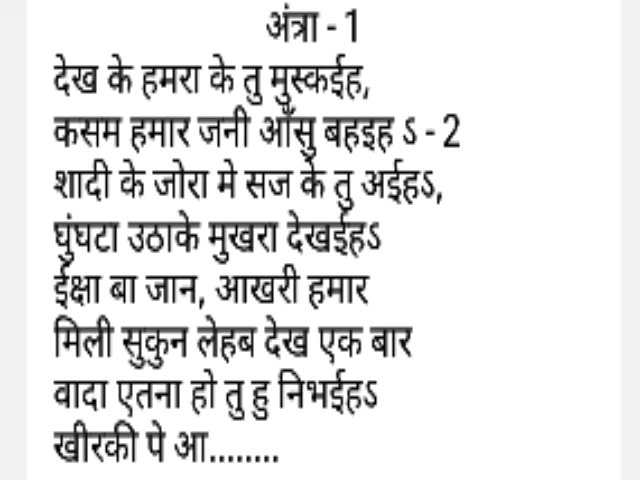 अंत्रा - 1
देख के हमरा के तु मुस्कईह,
कसम हमार जनी आँसु बहइह ऽ - 2
शादी के जोरा मे सज के तु अईहऽ,
घुंघटा उठाके मुखरा देखईहऽ
ईक्षा बा जान, आखरी हमार
मिली सुकुन लेहब देख एक बार
वादा एतना हो तु हु निभईहऽ
खीरकी पे आ........